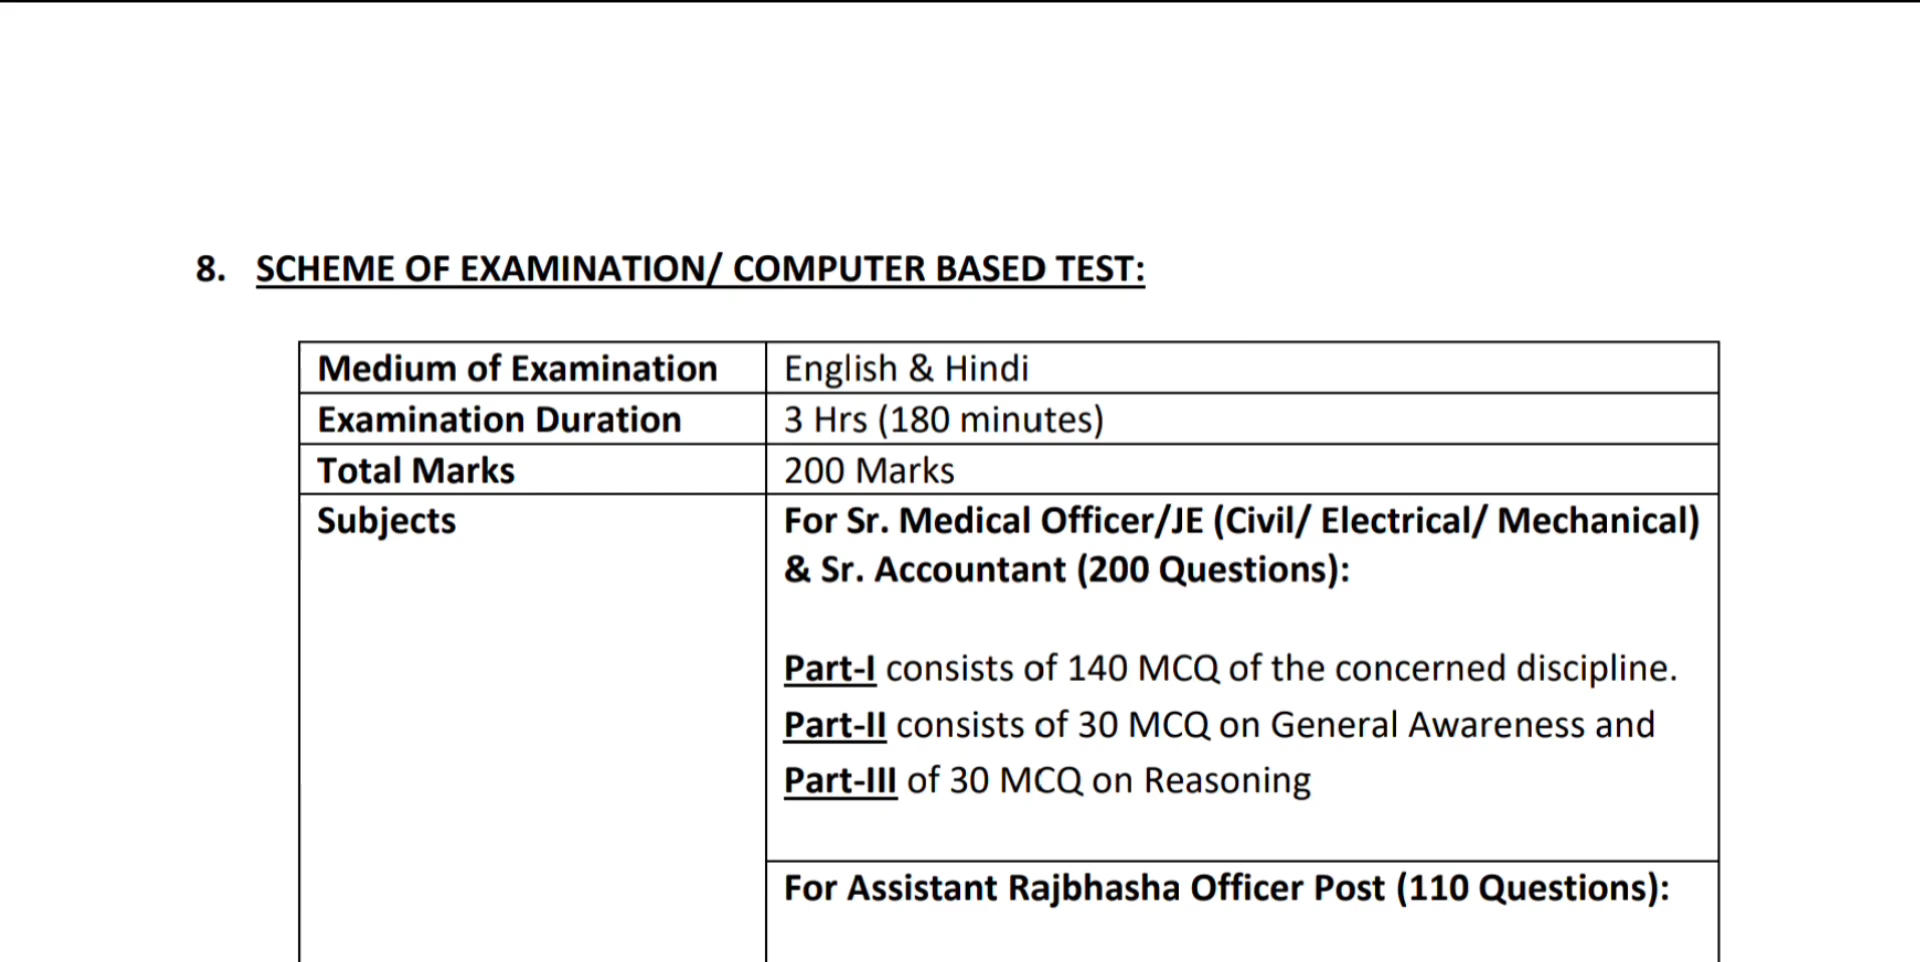 8. SCHEME OF EXAMINATION/ COMPUTER BASED TEST:
Medium of Examination English & Hindi
Examination Duration 3 Hrs (180 minutes)
Total Marks 200 Marks
Subjects For Sr. Medical Officer/JE (Civil/ Electrical/ Mechanical)
& Sr. Accountant (200 Questions):
Part-I consists of 140 MCQ of the concerned discipline.
Part-II consists of 30 MCQ on General Awareness and
Part-III of 30 MCQ on Reasoning
For Assistant Rajbhasha Officer Post (110 Questions):